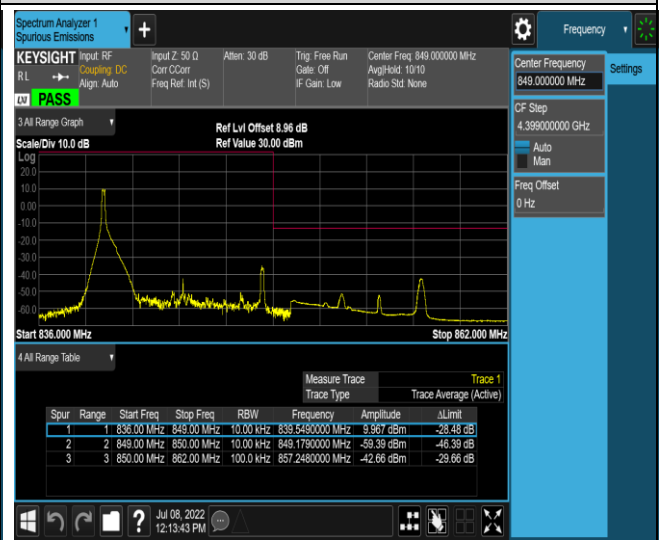 Spectrum Analyzer 1
Spurious Emissions
+
Frequency
KEYSIGHT Input: RF Input Z: 50 Ω Atten: 30 dB Trig: Free Run Center Freq: 849.000000 MHz
R L Coupling: DC Corr CCorr Gate: Off Avg|Hold: 10/10
Align: Auto Freq Ref: Int (S) IF Gain: Low Radio Std: None
LXI PASS
Center Frequency
849.000000 MHz
Settings
CF Step
4.399000000 GHz
Auto
Man
Freq Offset
0 Hz
3 All Range Graph
Ref Lvl Offset 8.96 dB
Scale/Div 10.0 dB Ref Value 30.00 dBm
Log
20.0
10.0
0.00
-10.0
-20.0
-30.0
-40.0
-50.0
-60.0
Start 836.000 MHz Stop 862.000 MHz
4 All Range Table
Measure Trace Trace 1
Trace Type Trace Average (Active)
Spur Range Start Freq Stop Freq RBW Frequency Amplitude ΔLimit
1 1 836.00 MHz 849.00 MHz 10.00 kHz 839.5490000 MHz 9.967 dBm -28.48 dB
2 2 849.00 MHz 850.00 MHz 10.00 kHz 849.1790000 MHz -59.39 dBm -46.39 dB
3 3 850.00 MHz 862.00 MHz 100.0 kHz 857.2480000 MHz -42.66 dBm -29.66 dB
?
Jul 08, 2022
12:13:43 PM